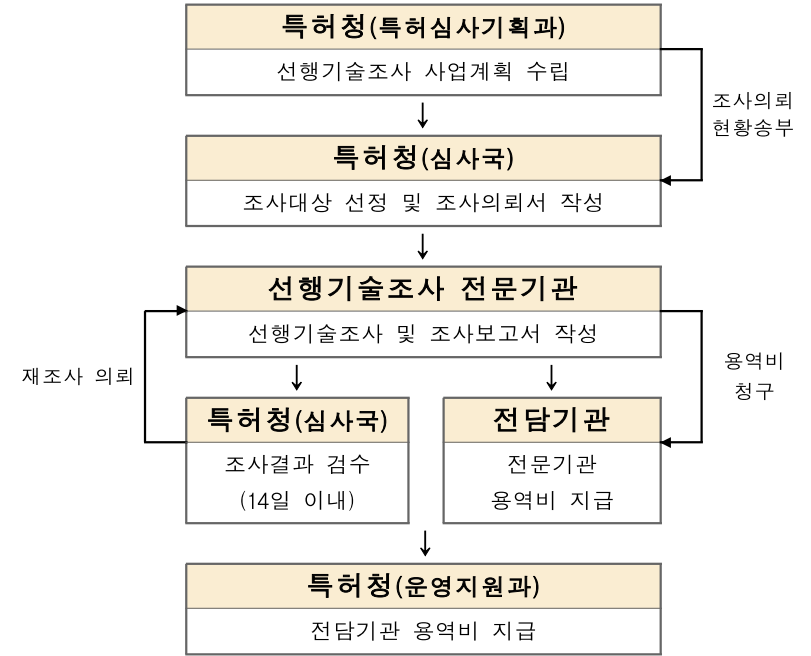 특허청(특허심사기획과)
선행기술조사 사업계획 수립
조사의뢰
현황송부
특허청(심사국)
조사대상 선정 및 조사의뢰서 작성
선행기술조사 전문기관
선행기술조사 및 조사보고서 작성
재조사 의뢰
용역비
청구
특허청(심사국)
조사결과 검수
(14일 이내)
전담기관
전문기관
용역비 지급
특허청(운영지원과)
전담기관 용역비 지급